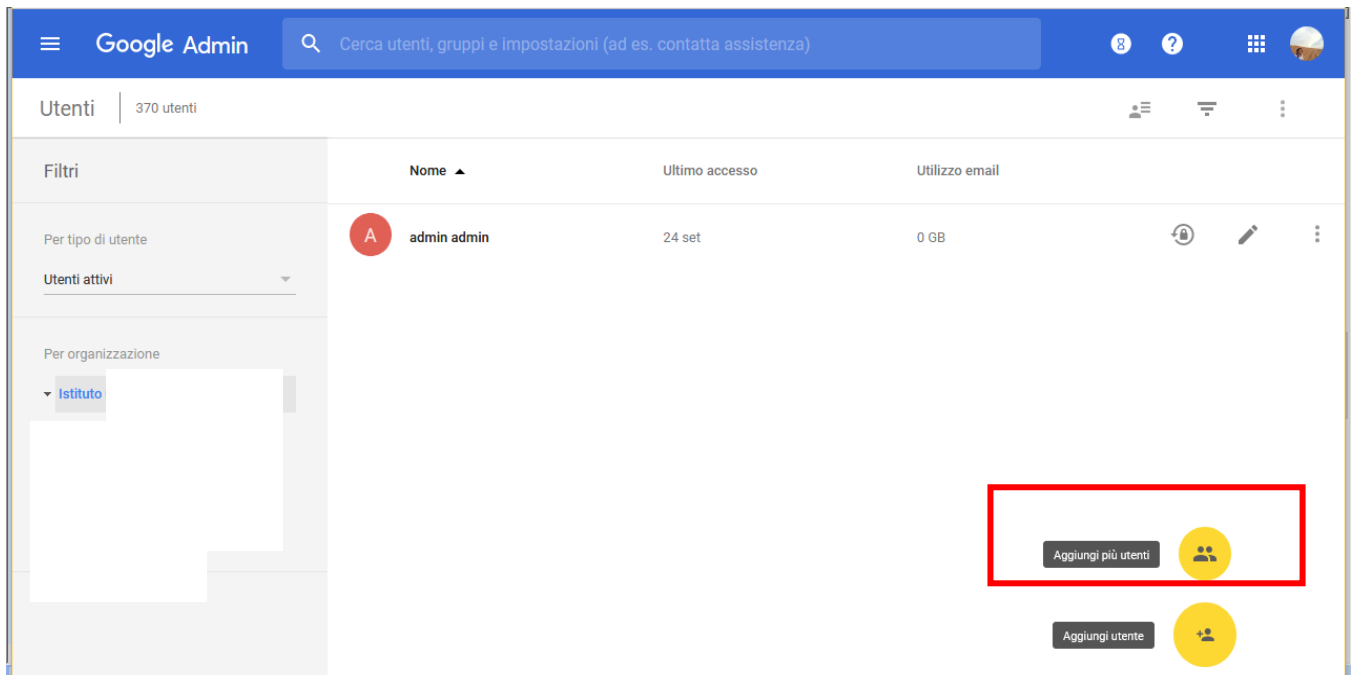 Google Admin
Cerca utenti, gruppi e impostazioni (ad es. contatta assistenza)
8
?
Utenti
370 utenti
Filtri
Nome
Ultimo accesso
Utilizzo email
Per tipo di utente
Utenti attivi
A
admin admin
24 set
0 GB
Per organizzazione
Istituto
Aggiungi più utenti
Aggiungi utente